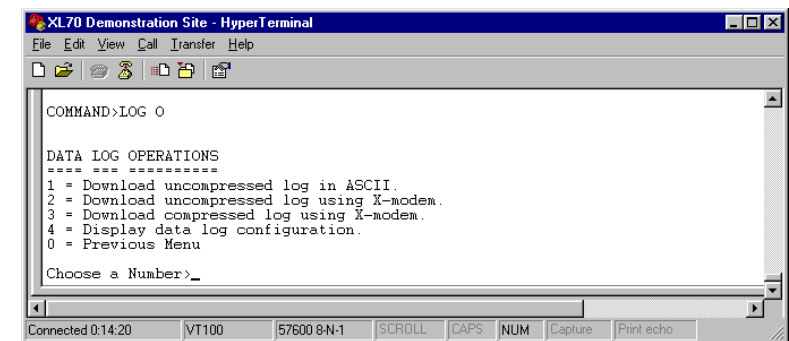 XL70 Demonstration Site - HyperTerminal
File Edit View Call Transfer Help
COMMAND>LOG O
DATA LOG OPERATIONS
==== === ==========
1 = Download uncompressed log in ASCII.
2 = Download uncompressed log using X-modem.
3 = Download compressed log using X-modem.
4 = Display data log configuration.
0 = Previous Menu
Choose a Number>_
Connected 0:14:20 VT100 57600 8-N-1 SCROLL CAPS NUM Capture Print echo